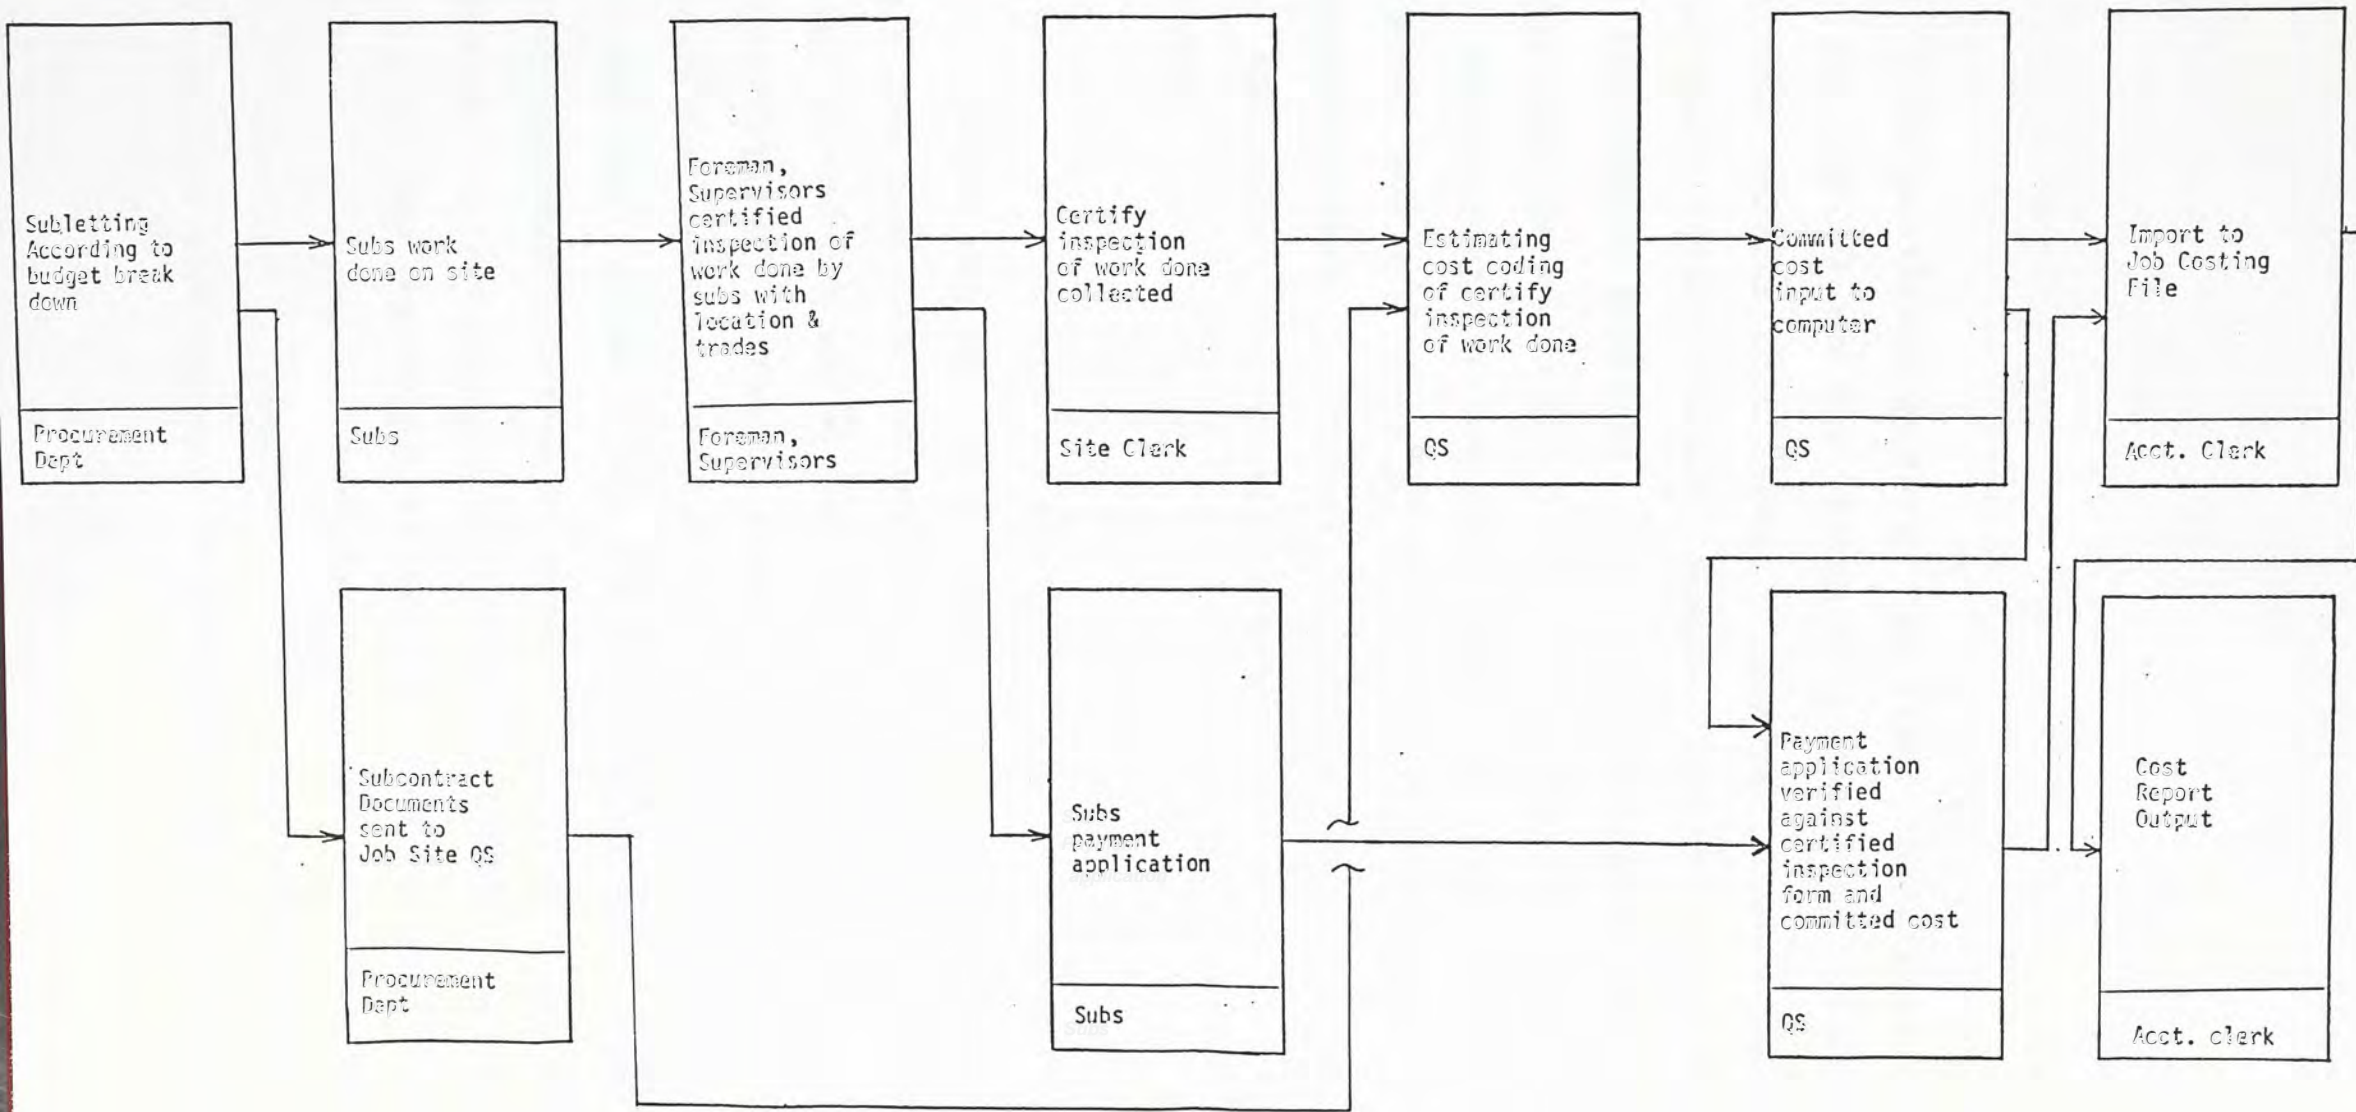 Subletting
According to
budget break
down
Procurement
Dept
Subs work
done on site
Subs
Foreman,
Supervisors
certified
inspection of
work done by
subs with
location &
trades
Foreman,
Supervisors
Certify
inspection
of work done
collected
Site Clerk
Estimating
cost coding
of certify
inspection
of work done
QS
Committed
cost
input to
computer
QS
Import to
Job Costing
File
Acct. Clerk
Subcontract
Documents
sent to
Job Site QS
Procurement
Dept
Subs
payment
application
Subs
Payment
application
verified
against
certified
inspection
form and
committed cost
QS
Cost
Report
Output
Acct. clerk